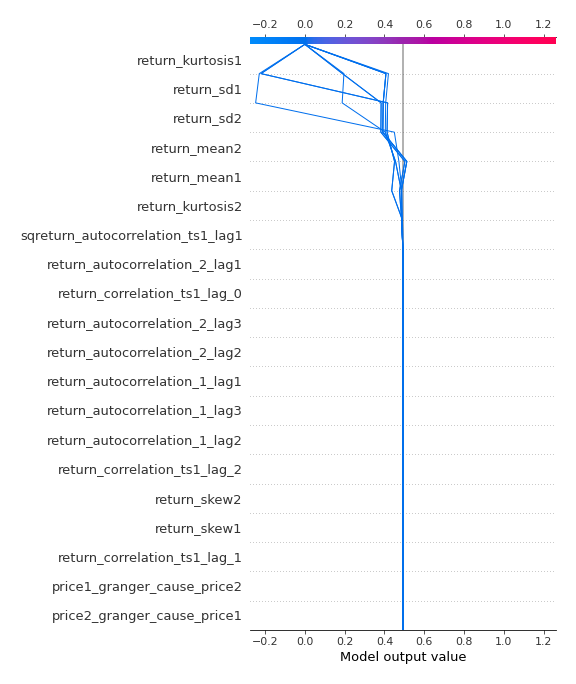 −0.2 0.0 0.2 0.4 0.6 0.8 1.0 1.2
return_kurtosis1
return_sd1
return_sd2
return_mean2
return_mean1
return_kurtosis2
sqreturn_autocorrelation_ts1_lag1
return_autocorrelation_2_lag1
return_correlation_ts1_lag_0
return_autocorrelation_2_lag3
return_autocorrelation_2_lag2
return_autocorrelation_1_lag1
return_autocorrelation_1_lag3
return_autocorrelation_1_lag2
return_correlation_ts1_lag_2
return_skew2
return_skew1
return_correlation_ts1_lag_1
price1_granger_cause_price2
price2_granger_cause_price1
−0.2 0.0 0.2 0.4 0.6 0.8 1.0 1.2
Model output value